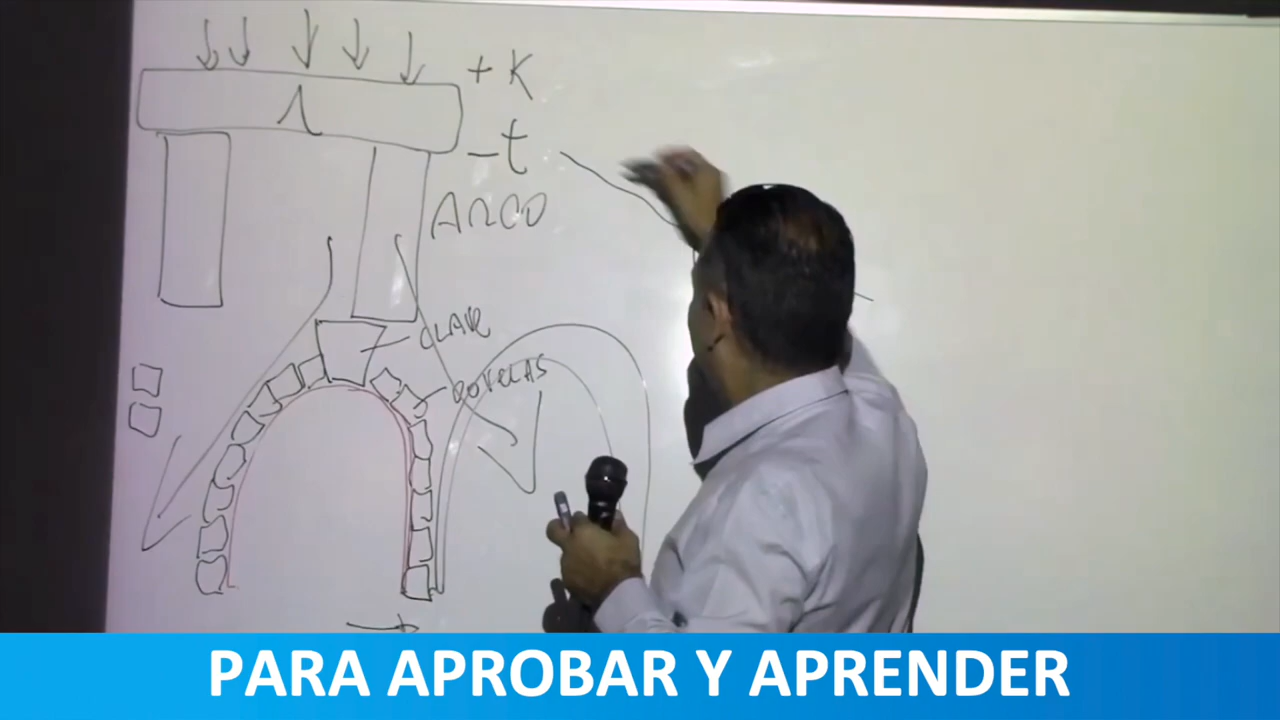 + K
- t
ARCO
CLAVE
DOVELAS
PARA APROBAR Y APRENDER